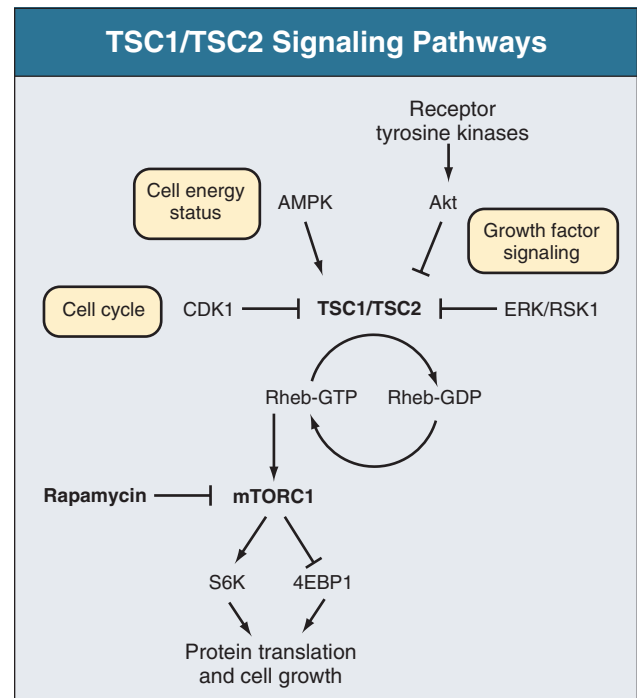 TSC1/TSC2 Signaling Pathways
Receptor
tyrosine kinases
Cell energy
status
AMPK
Akt
Growth factor
signaling
Cell cycle
CDK1
TSC1/TSC2
ERK/RSK1
Rheb-GTP
Rheb-GDP
Rapamycin
mTORC1
S6K
4EBP1
Protein translation
and cell growth